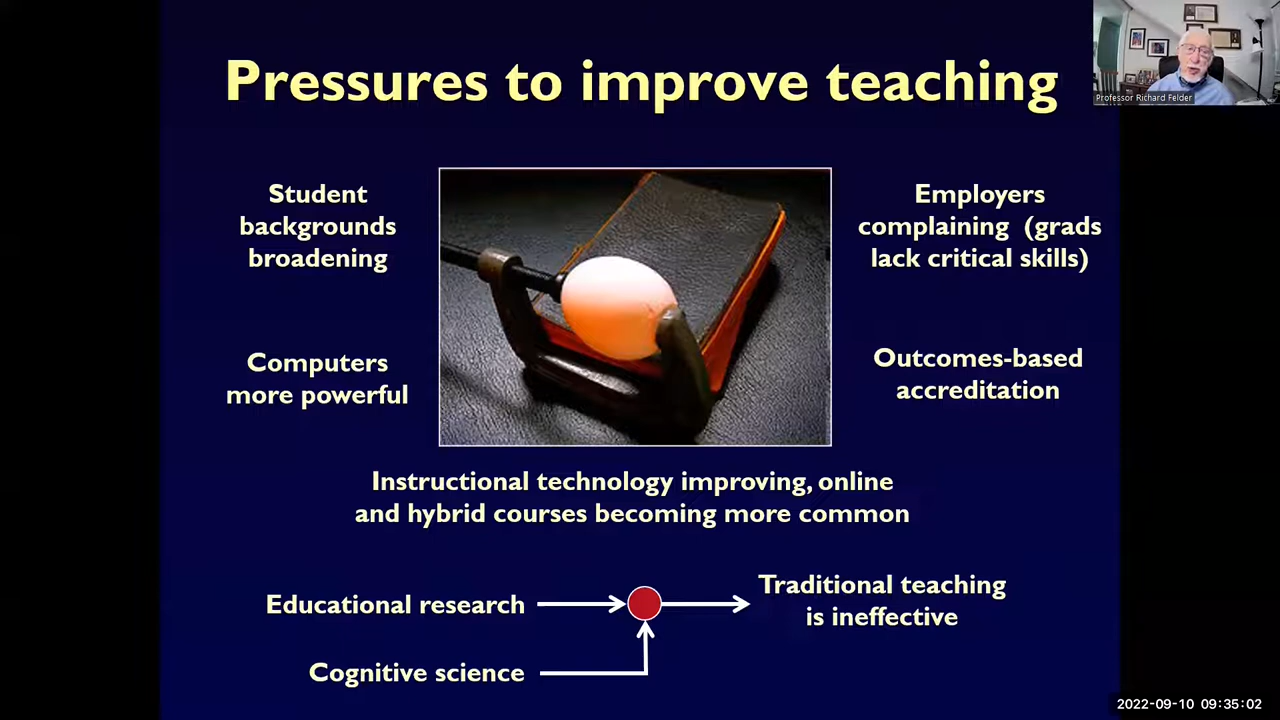 Pressures to improve teaching
Professor Richard Felder
Student
backgrounds
broadening
Employers
complaining (grads
lack critical skills)
Computers
more powerful
Outcomes-based
accreditation
Instructional technology improving, online
and hybrid courses becoming more common
Educational research
Traditional teaching
is ineffective
Cognitive science
2022-09-10 09:35:02